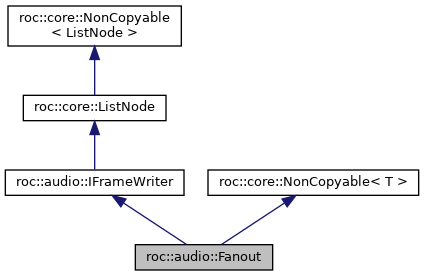 roc::core::NonCopyable
< ListNode >
roc::core::ListNode
roc::audio::IFrameWriter
roc::core::NonCopyable< T >
roc::audio::Fanout